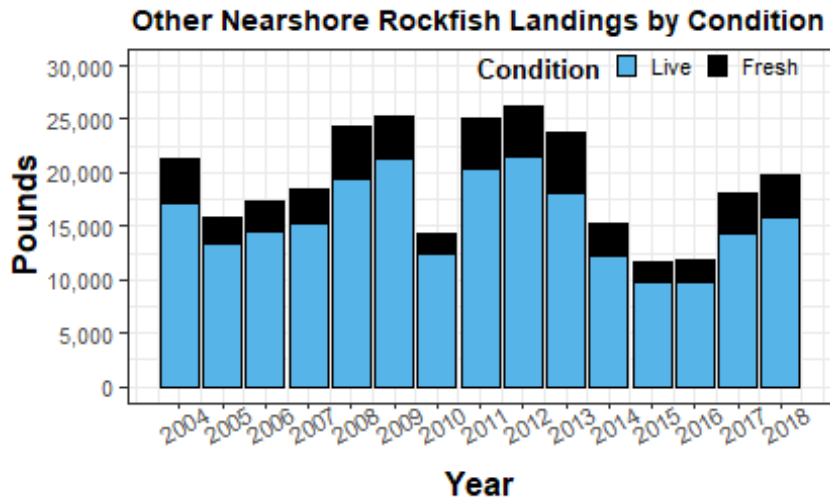 Other Nearshore Rockfish Landings by Condition
Condition Live Fresh
30,000
25,000
20,000
15,000
10,000
5,000
0
Pounds
2004 2005 2006 2007 2008 2009 2010 2011 2012 2013 2014 2015 2016 2017 2018
Year